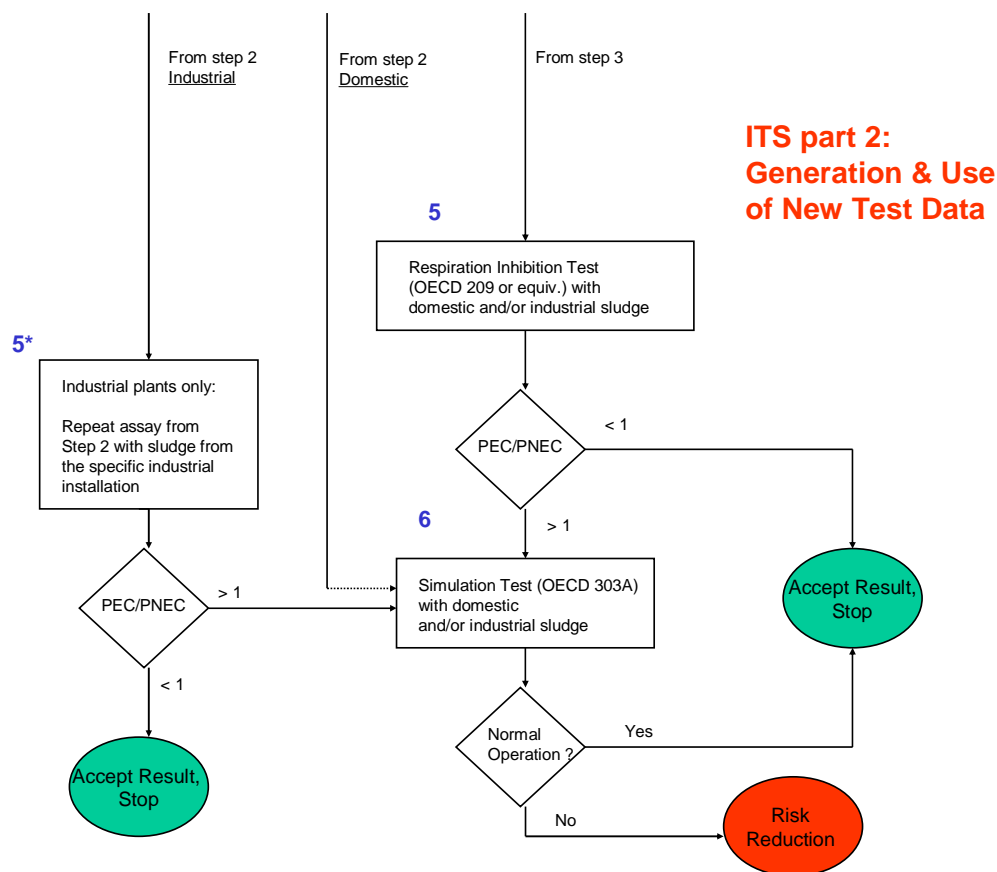 From step 2
Industrial
From step 2
Domestic
From step 3
ITS part 2:
Generation & Use
of New Test Data
5
Respiration Inhibition Test
(OECD 209 or equiv.) with
domestic and/or industrial sludge
5*
Industrial plants only:
Repeat assay from
Step 2 with sludge from
the specific industrial
installation
PEC/PNEC
< 1
6
> 1
Simulation Test (OECD 303A)
with domestic
and/or industrial sludge
Accept Result,
Stop
PEC/PNEC
> 1
< 1
Normal
Operation ?
Yes
Accept Result,
Stop
No
Risk
Reduction